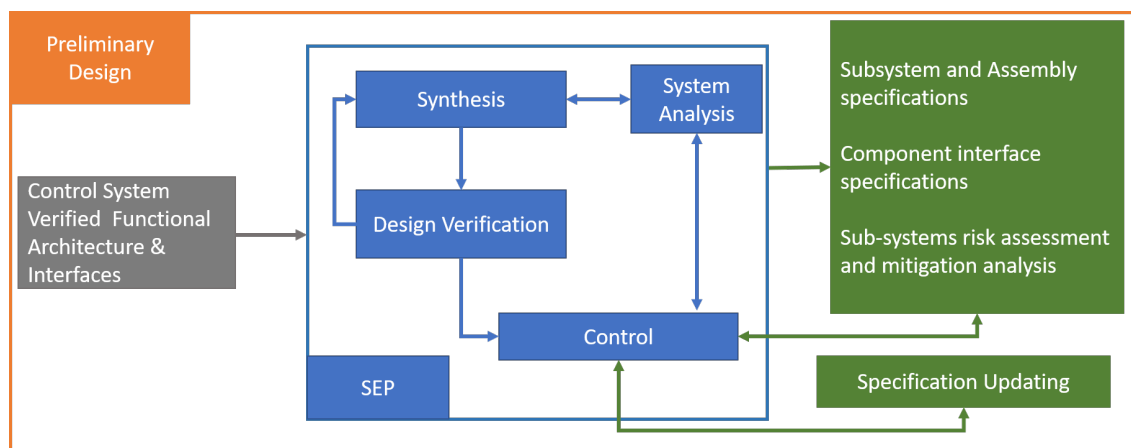 Preliminary
Design
Control System
Verified Functional
Architecture &
Interfaces
Synthesis
System
Analysis
Design Verification
Control
SEP
Subsystem and Assembly
specifications
Component interface
specifications
Sub-systems risk assessment
and mitigation analysis
Specification Updating